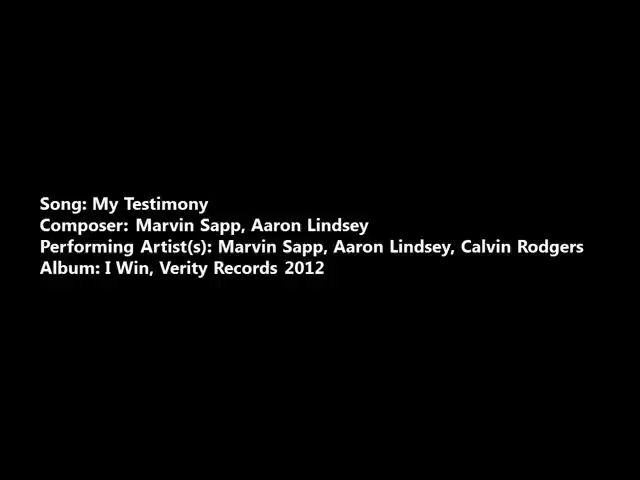 Song: My Testimony
Composer: Marvin Sapp, Aaron Lindsey
Performing Artist(s): Marvin Sapp, Aaron Lindsey, Calvin Rodgers
Album: I Win, Verity Records 2012